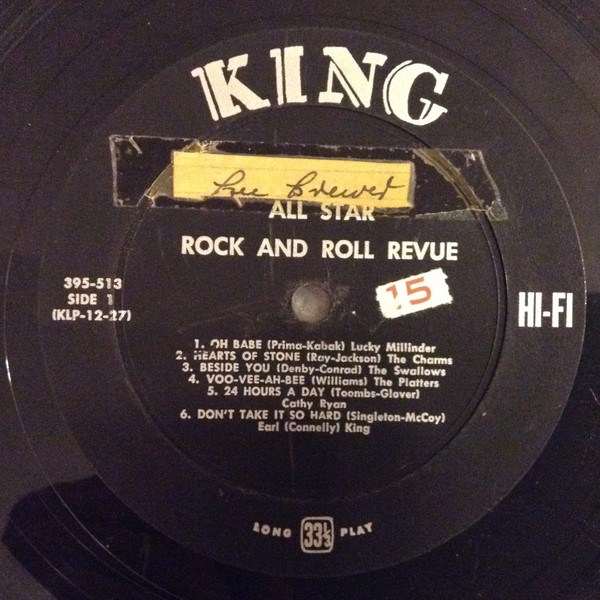 KING
Lee Brewer
ALL STAR
ROCK AND ROLL REVUE
395-513
SIDE 1
(KLP-12-27)
15
HI-FI
1. OH BABE (Prima-Kabak) Lucky Millinder
2. HEARTS OF STONE (Ray-Jackson) The Charms
3. BESIDE YOU (Denby-Conrad) The Swallows
4. VOO-VEE-AH-BEE (Williams) The Platters
5. 24 HOURS A DAY (Toombs-Glover)
Cathy Ryan
6. DON'T TAKE IT SO HARD (Singleton-McCoy)
Earl (Connelly) King
LONG 33⅓ PLAY